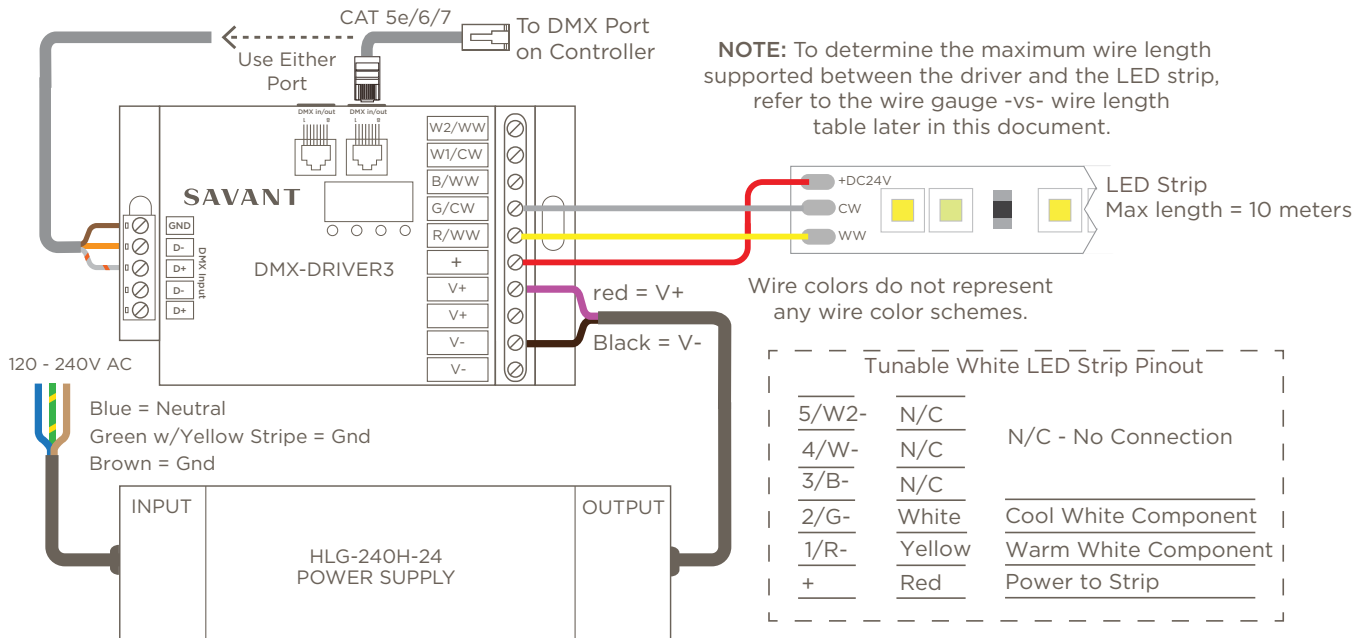 CAT 5e/6/7
To DMX Port
on Controller
Use Either
Port
NOTE: To determine the maximum wire length
supported between the driver and the LED strip,
refer to the wire gauge -vs- wire length
table later in this document.
DMX in/out
1 8
DMX in/out
1 8
W2/WW
W1/CW
B/WW
G/CW
R/WW
+
V+
V+
V-
V-
SAVANT
DMX-DRIVER3
GND
D-
D+
D-
D+
DMX Input
+DC24V
CW
WW
LED Strip
Max length = 10 meters
Wire colors do not represent
any wire color schemes.
red = V+
Black = V-
120 - 240V AC
Blue = Neutral
Green w/Yellow Stripe = Gnd
Brown = Gnd
INPUT
OUTPUT
HLG-240H-24
POWER SUPPLY
Tunable White LED Strip Pinout
5/W2- N/C
4/W- N/C
3/B- N/C
N/C - No Connection
2/G- White Cool White Component
1/R- Yellow Warm White Component
+ Red Power to Strip